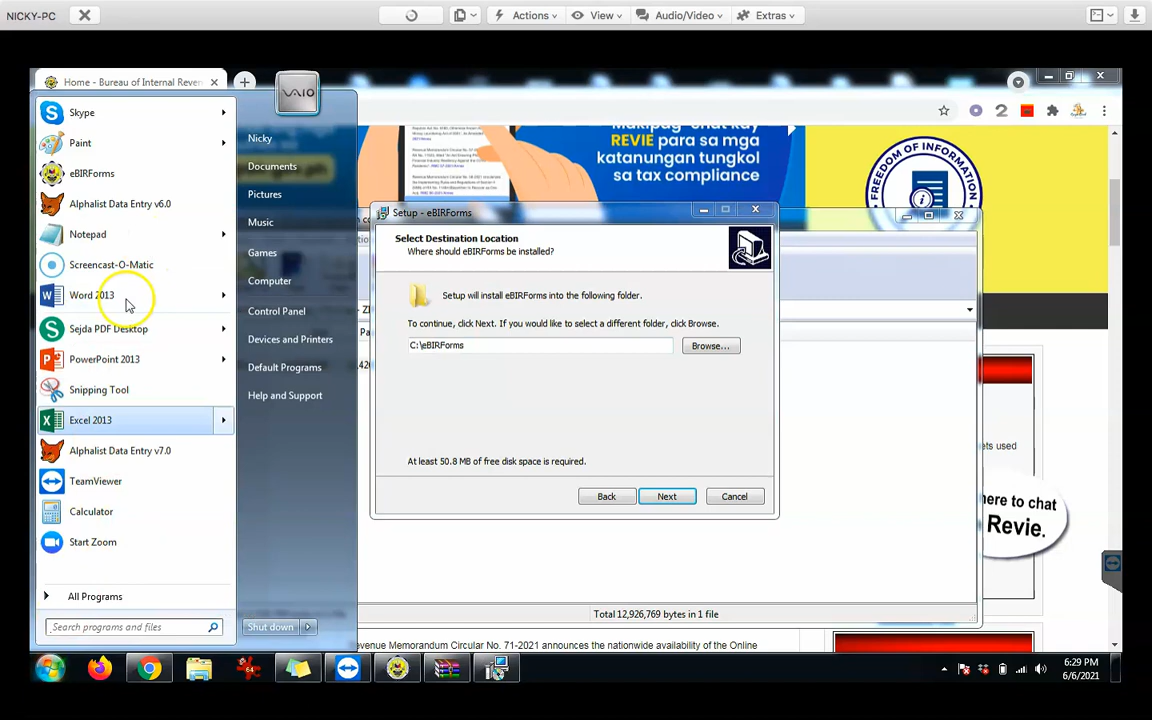 NICKY-PC
Actions
View
Audio/Video
Extras
Home - Bureau of Internal Reven
VAIO
Skype
Paint
eBIRForms
Alphalist Data Entry v6.0
Notepad
Screencast-O-Matic
Word 2013
Sejda PDF Desktop
PowerPoint 2013
Snipping Tool
Excel 2013
Alphalist Data Entry v7.0
TeamViewer
Calculator
Start Zoom
All Programs
Search programs and files
Nicky
Documents
Pictures
Music
Games
Computer
Control Panel
Devices and Printers
Default Programs
Help and Support
Shut down
REVIE para sa mga
katanungan tungkol
sa tax compliance
FREEDOM OF INFORMATION
Setup - eBIRForms
Select Destination Location
Where should eBIRForms be installed?
Setup will install eBIRForms into the following folder.
To continue, click Next. If you would like to select a different folder, click Browse.
C:\eBIRForms
Browse...
At least 50.8 MB of free disk space is required.
Back
Next
Cancel
ets used
here to chat
Revie.
Total 12,926,769 bytes in 1 file
enue Memorandum Circular No. 71-2021 announces the nationwide availability of the Online
64
6:29 PM
6/6/2021